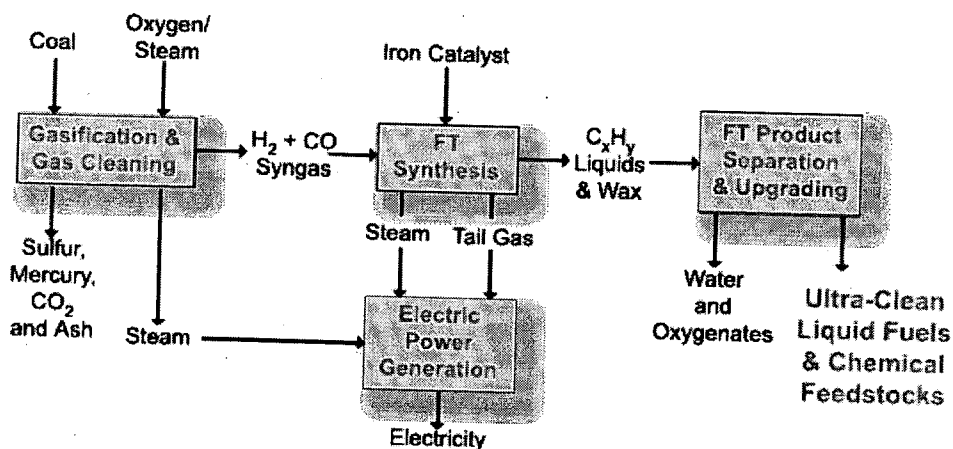 Coal
Oxygen/
Steam
Iron Catalyst
Gasification &
Gas Cleaning
H₂ + CO
Syngas
FT
Synthesis
CₓHᵧ
Liquids
& Wax
FT Product
Separation
& Upgrading
Sulfur,
Mercury,
CO₂
and Ash
Steam
Steam
Tail Gas
Electric
Power
Generation
Electricity
Water
and
Oxygenates
Ultra-Clean
Liquid Fuels
& Chemical
Feedstocks